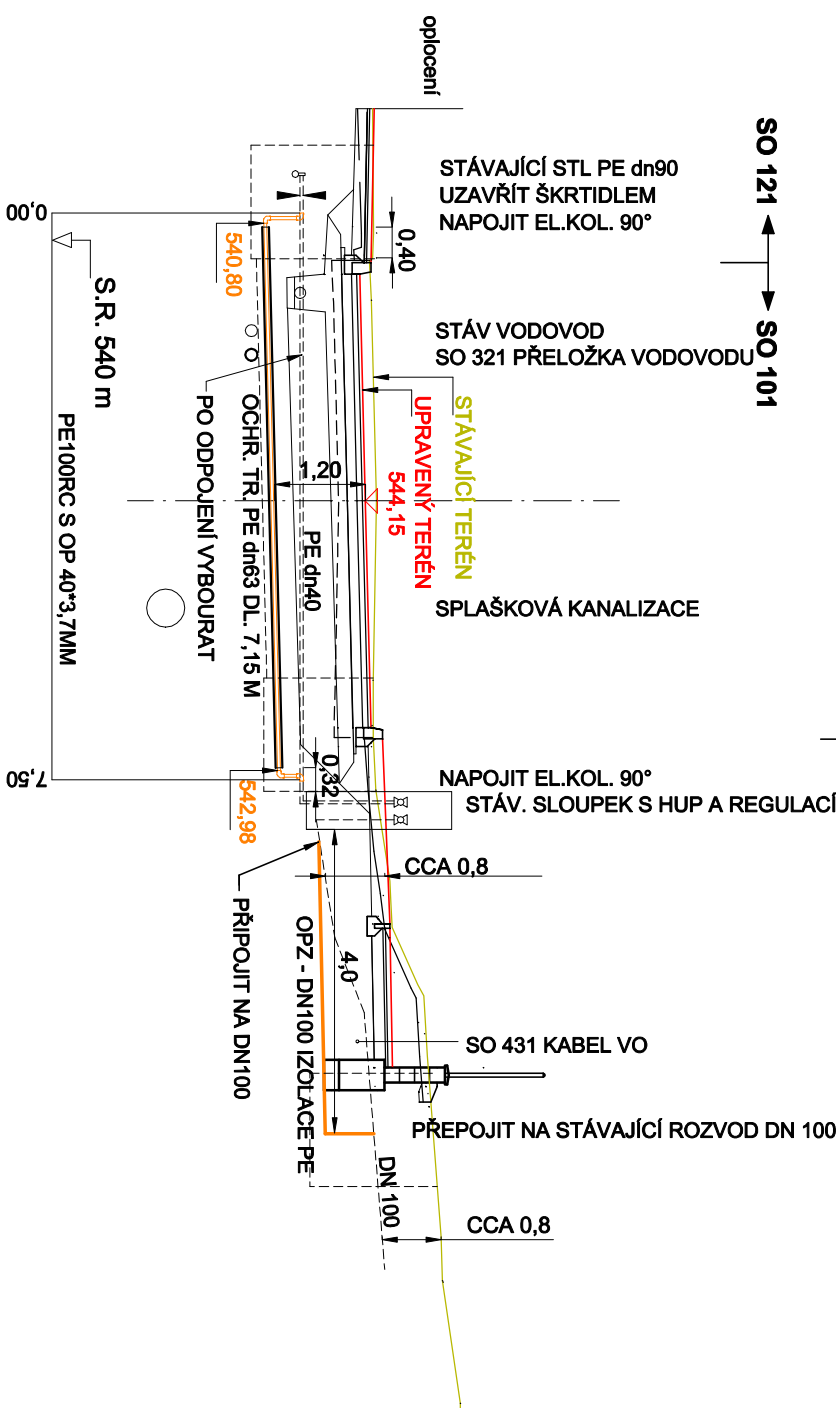 oplocení
SO 121
SO 101
STÁVAJÍCÍ STL PE dn90
UZAVŘÍT ŠKRTIDLEM
NAPOJIT EL.KOL. 90°
0,00
0,40
540,80
S.R. 540 m
STÁV VODOVOD
SO 321 PŘELOŽKA VODOVODU
STÁVAJÍCÍ TERÉN
UPRAVENÝ TERÉN
544,15
1,20
PE dn40
OCHR. TR. PE dn63 DL. 7,15 M
PO ODPOJENÍ VYBOURAT
PE100RC S OP 40*3,7MM
SPLAŠKOVÁ KANALIZACE
7,50
0,32
542,98
NAPOJIT EL.KOL. 90°
STÁV. SLOUPEK S HUP A REGULACÍ
CCA 0,8
PŘIPOJIT NA DN100
4,0
OPZ - DN100 IZOLACE PE
SO 431 KABEL VO
PŘEPOJIT NA STÁVAJÍCÍ ROZVOD DN 100
DN 100
CCA 0,8